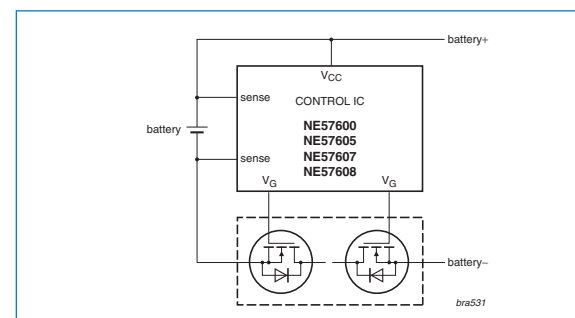 battery+
VCC
sense
CONTROL IC
battery
NE57600
NE57605
sense
NE57607
NE57608
VG
VG
battery−
bra531